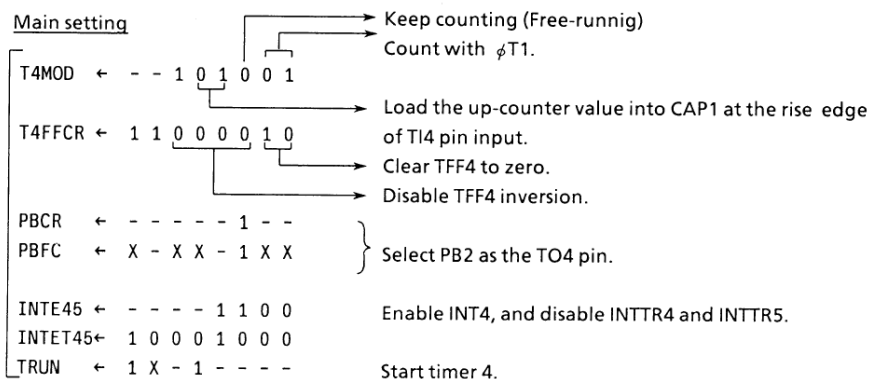 Main setting
Keep counting (Free-runnig)
Count with ϕT1.
T4MOD ← - - 1 0 1 0 0 1
Load the up-counter value into CAP1 at the rise edge
of TI4 pin input.
T4FFCR ← 1 1 0 0 0 0 1 0
Clear TFF4 to zero.
Disable TFF4 inversion.
PBCR ← - - - - - 1 - -
PBFC ← X - X X - 1 X X
Select PB2 as the TO4 pin.
INTE45 ← - - - - 1 1 0 0
Enable INT4, and disable INTTR4 and INTTR5.
INTET45← 1 0 0 0 1 0 0 0
TRUN ← 1 X - 1 - - - -
Start timer 4.